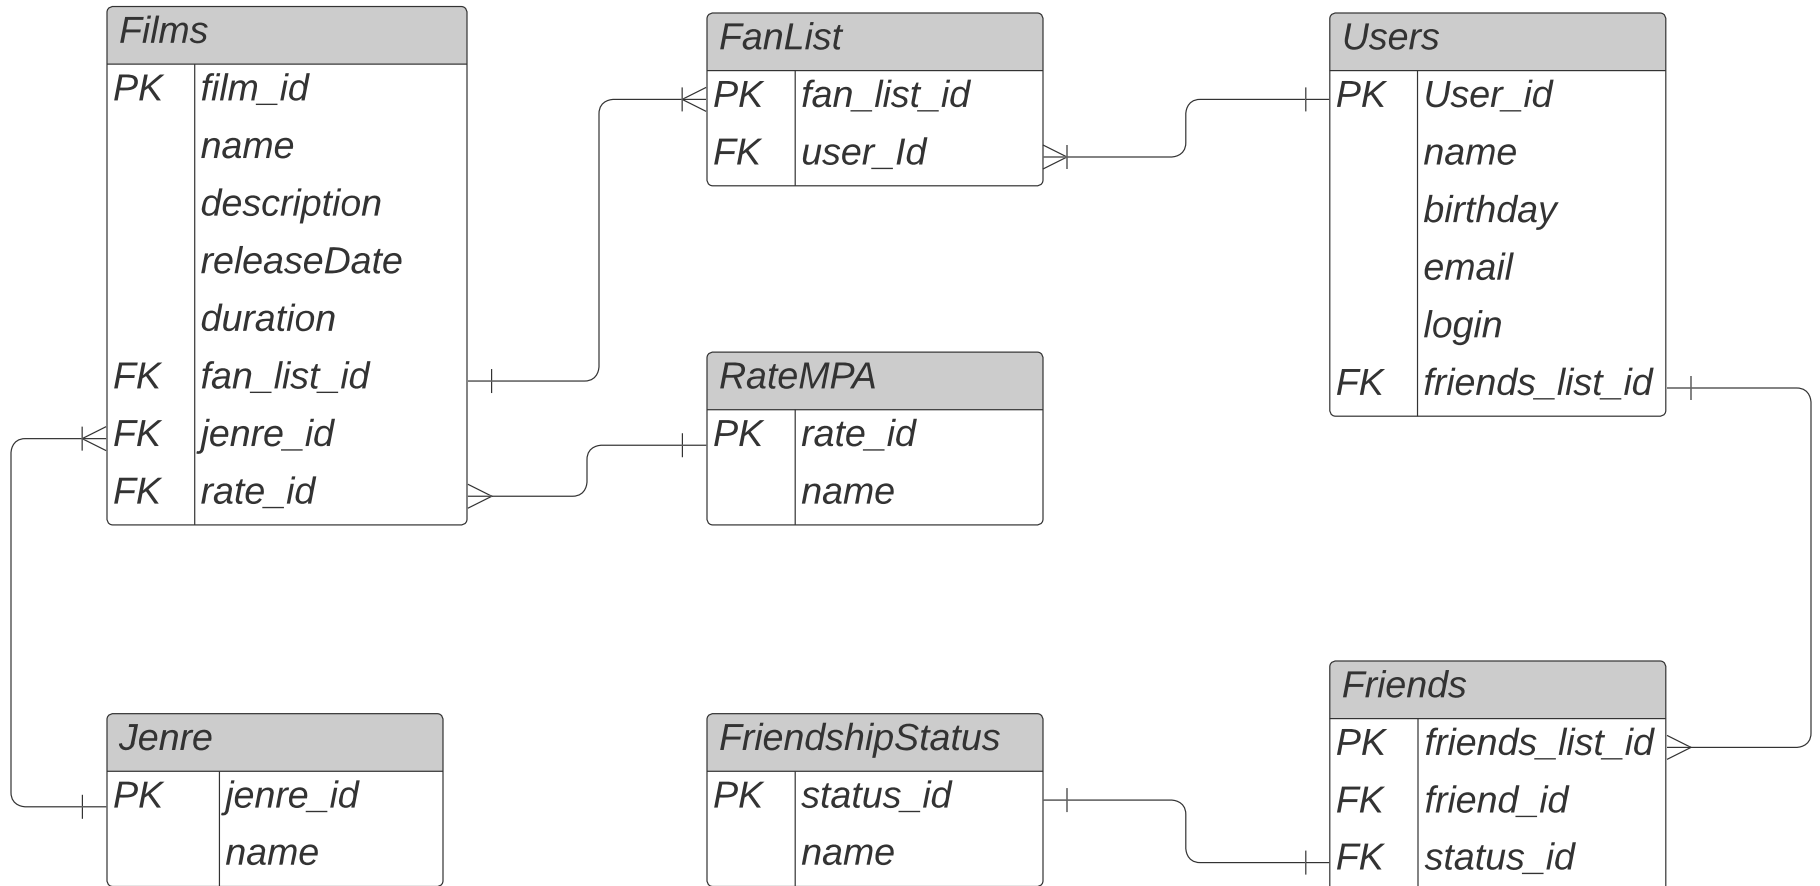 Films
PK film_id
name
description
releaseDate
duration
FK fan_list_id
FK jenre_id
FK rate_id
FanList
PK fan_list_id
FK user_Id
Users
PK User_id
name
birthday
email
login
FK friends_list_id
RateMPA
PK rate_id
name
Jenre
PK jenre_id
name
FriendshipStatus
PK status_id
name
Friends
PK friends_list_id
FK friend_id
FK status_id